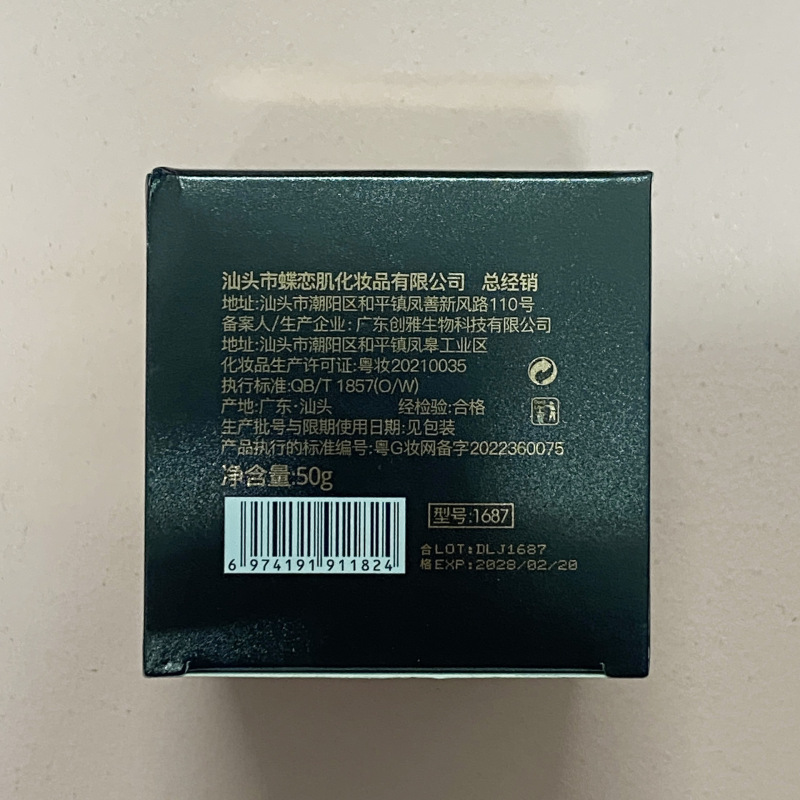 汕头市蝶恋肌化妆品有限公司 总经销
地址:汕头市潮阳区和平镇凤善新风路110号
备案人/生产企业:广东创雅生物科技有限公司
地址:汕头市潮阳区和平镇凤皋工业区
化妆品生产许可证:粤妆20210035
执行标准:QB/T 1857(O/W)
产地:广东·汕头 经检验:合格
生产批号与限期使用日期:见包装
产品执行的标准编号:粤G妆网备字2022360075
净含量:50g
型号:1687
6 974191 911824
合格 LOT:DLJ1687
EXP:2028/02/20